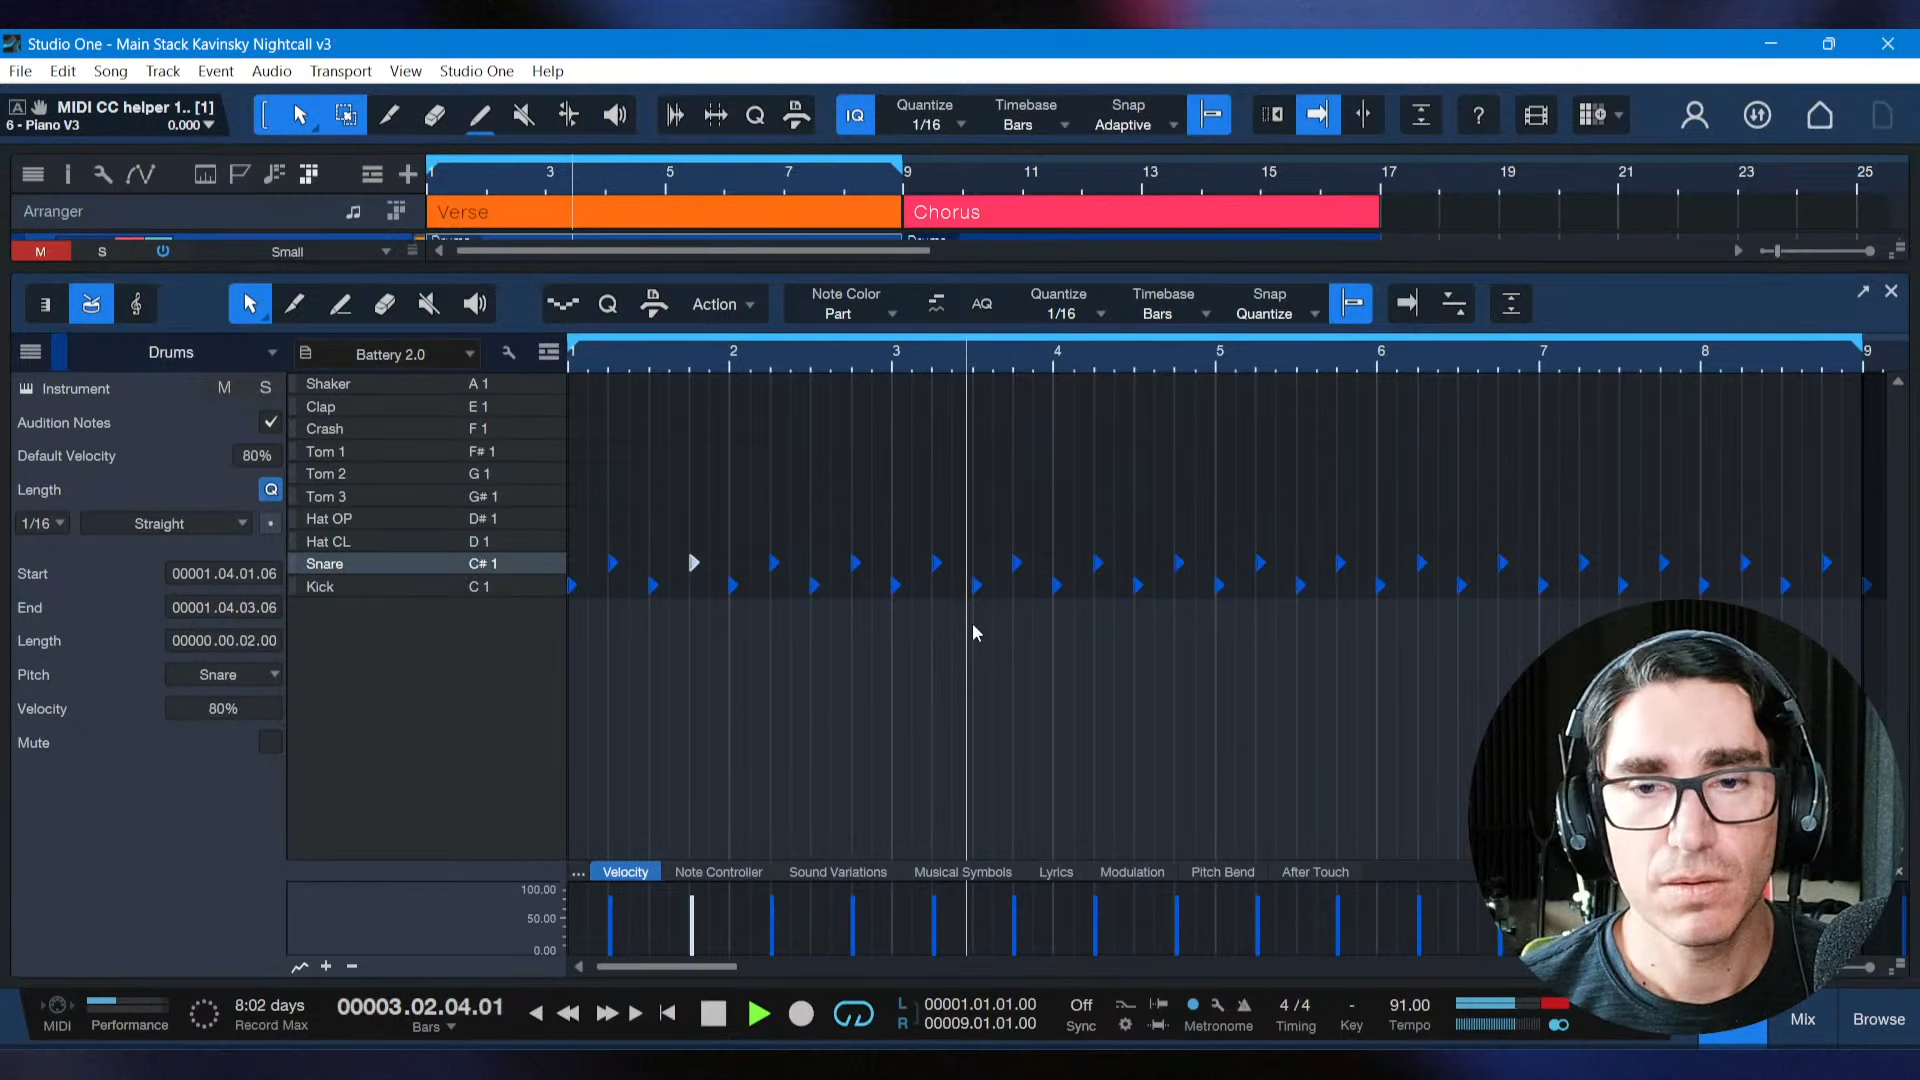 Studio One - Main Stack Kavinsky Nightcall v3
File Edit Song Track Event Audio Transport View Studio One Help
A MIDI CC helper 1.. [1]
6 - Piano V3 0.000
IQ Quantize 1/16 Timebase Bars Snap Adaptive ?
1 3 5 7 9 11 13 15 17 19 21 23 25
Arranger Verse Chorus
M S Small
Action Note Color Part AQ Quantize 1/16 Timebase Bars Snap Quantize
Drums Battery 2.0 1 2 3 4 5 6 7 8 9
Instrument M S
Audition Notes
Default Velocity 80%
Length Q
1/16 Straight
Start 00001.04.01.06
End 00001.04.03.06
Length 00000.00.02.00
Pitch Snare
Velocity 80%
Mute
Shaker A 1
Clap E 1
Crash F 1
Tom 1 F# 1
Tom 2 G 1
Tom 3 G# 1
Hat OP D# 1
Hat CL D 1
Snare C# 1
Kick C 1
... Velocity Note Controller Sound Variations Musical Symbols Lyrics Modulation Pitch Bend After Touch
100.00
50.00
0.00
MIDI Performance 8:02 days Record Max 00003.02.04.01 Bars
L 00001.01.01.00
R 00009.01.01.00
Off Sync Metronome 4 / 4 Timing - Key 91.00 Tempo Mix Browse